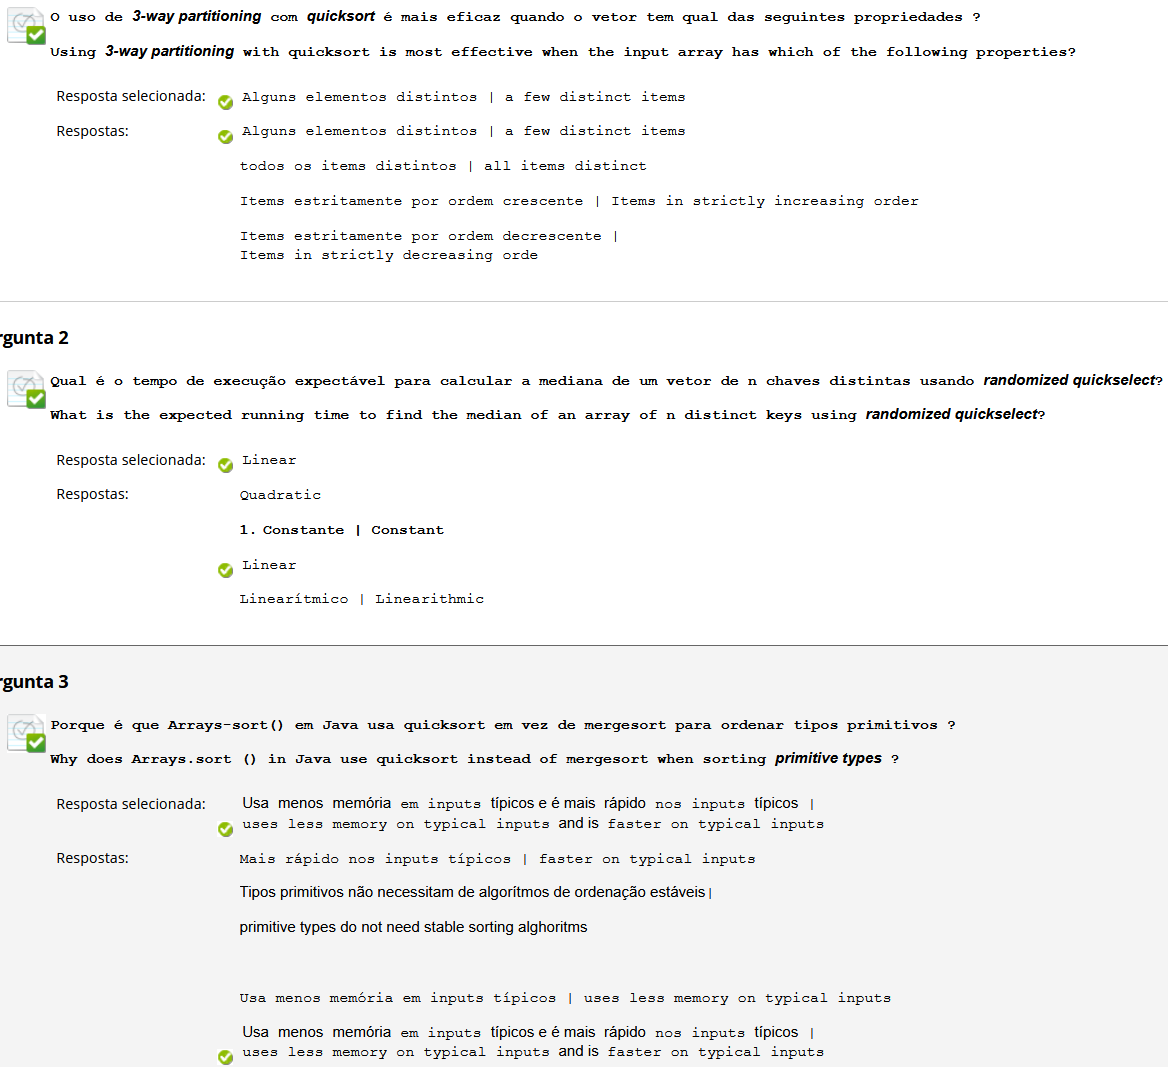 O uso de 3-way partitioning com quicksort é mais eficaz quando o vetor tem qual das seguintes propriedades ?
Using 3-way partitioning with quicksort is most effective when the input array has which of the following properties?
Resposta selecionada: Alguns elementos distintos | a few distinct items
Respostas: Alguns elementos distintos | a few distinct items
todos os items distintos | all items distinct
Items estritamente por ordem crescente | Items in strictly increasing order
Items estritamente por ordem decrescente |
Items in strictly decreasing orde
rgunta 2
Qual é o tempo de execução expectável para calcular a mediana de um vetor de n chaves distintas usando randomized quickselect?
What is the expected running time to find the median of an array of n distinct keys using randomized quickselect?
Resposta selecionada: Linear
Respostas: Quadratic
1. Constante | Constant
Linear
Linearítmico | Linearithmic
rgunta 3
Porque é que Arrays-sort() em Java usa quicksort em vez de mergesort para ordenar tipos primitivos ?
Why does Arrays.sort () in Java use quicksort instead of mergesort when sorting primitive types ?
Resposta selecionada: Usa menos memória em inputs típicos e é mais rápido nos inputs típicos |
uses less memory on typical inputs and is faster on typical inputs
Respostas: Mais rápido nos inputs típicos | faster on typical inputs
Tipos primitivos não necessitam de algorítmos de ordenação estáveis |
primitive types do not need stable sorting alghoritms
Usa menos memória em inputs típicos | uses less memory on typical inputs
Usa menos memória em inputs típicos e é mais rápido nos inputs típicos |
uses less memory on typical inputs and is faster on typical inputs